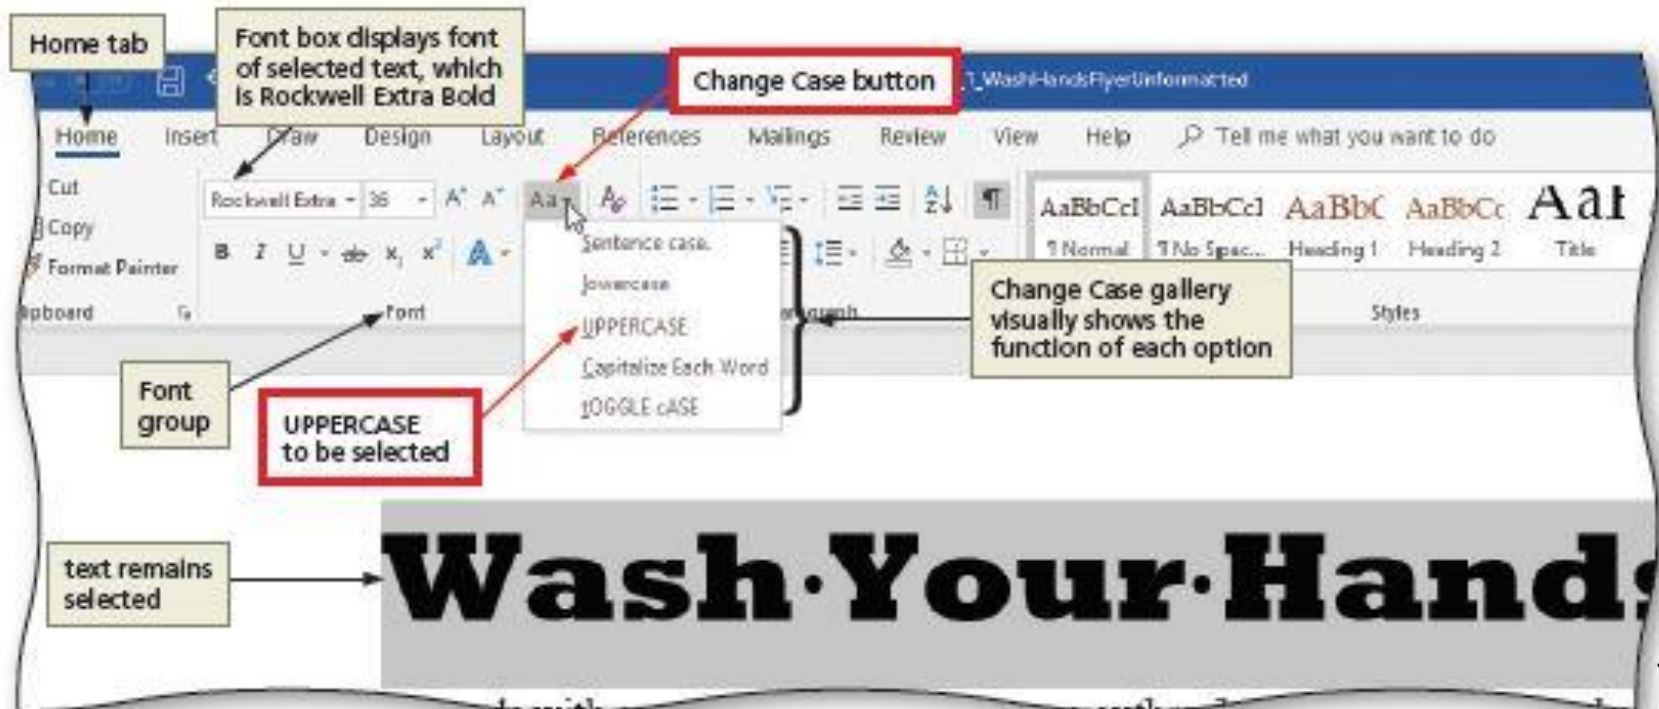 Home tab
Font box displays font
of selected text, which
is Rockwell Extra Bold
Change Case button
1_WashHandsFlyerUnformatted
Home Insert Draw Design Layout References Mailings Review View Help Tell me what you want to do
Cut
Copy
Format Painter
Rockwell Extra 36 A A Aa A
B I U ab x x A
Font
Sentence case.
lowercase
UPPERCASE
Capitalize Each Word
tOGGLE cASE
AaBbCcI AaBbCcI AaBbC AaBbCc
¶ Normal ¶ No Spac... Heading 1 Heading 2 Title
Styles
Change Case gallery
visually shows the
function of each option
Font
group
UPPERCASE
to be selected
text remains
selected
Wash·Your·Hands